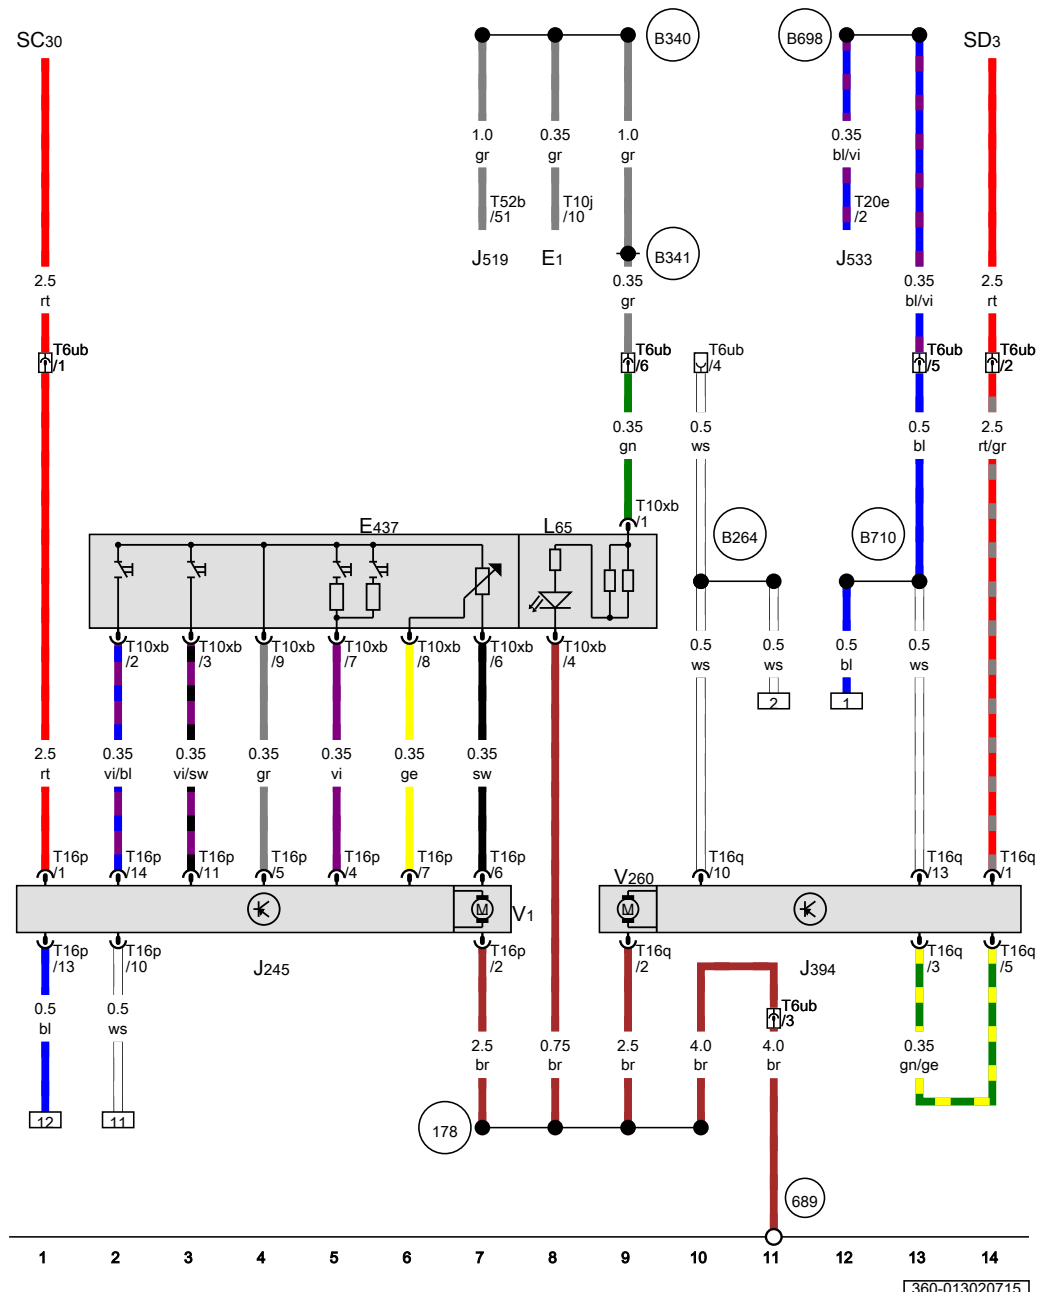 SC30
B340
B698
SD3
1.0
gr
0.35
gr
1.0
gr
0.35
bl/vi
T52b
/51
T10j
/10
T20e
/2
J519
E1
B341
J533
2.5
rt
0.35
gr
0.35
bl/vi
2.5
rt
T6ub
/1
T6ub
/6
T6ub
/4
T6ub
/5
T6ub
/2
0.35
gn
0.5
ws
0.5
bl
2.5
rt/gr
T10xb
/1
E437
L65
B264
B710
T10xb
/2
T10xb
/3
T10xb
/9
T10xb
/7
T10xb
/8
T10xb
/6
T10xb
/4
0.5
ws
0.5
ws
0.5
bl
0.5
ws
2
1
2.5
rt
0.35
vi/bl
0.35
vi/sw
0.35
gr
0.35
vi
0.35
ge
0.35
sw
T16p
/1
T16p
/14
T16p
/11
T16p
/5
T16p
/4
T16p
/7
T16p
/6
T16q
/10
T16q
/13
T16q
/1
V260
M
V1
M
T16p
/13
T16p
/10
J245
T16p
/2
T16q
/2
J394
T16q
/3
T16q
/5
0.5
bl
0.5
ws
T6ub
/3
2.5
br
0.75
br
2.5
br
4.0
br
4.0
br
0.35
gn/ge
12
11
178
689
1 2 3 4 5 6 7 8 9 10 11 12 13 14
360-013020715